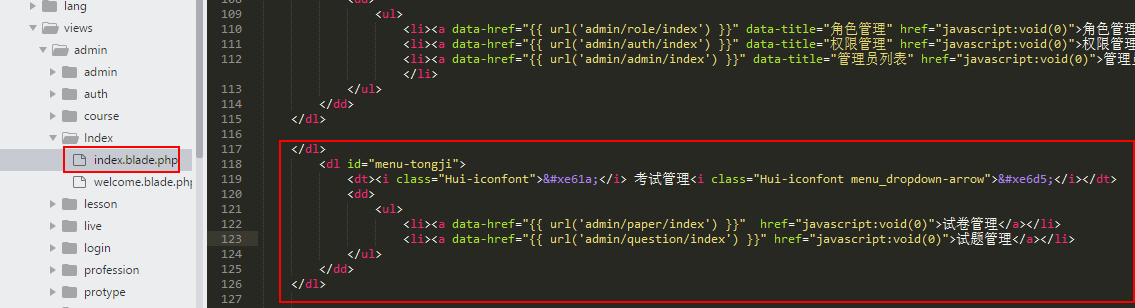 lang
views
admin
admin
auth
course
Index
index.blade.php
welcome.blade.php
lesson
live
login
profession
protype
109 <ul>
110 <li><a data-href="{{ url('admin/role/index') }}" data-title="角色管理" href="javascript:void(0)">角色管理
111 <li><a data-href="{{ url('admin/auth/index') }}" data-title="权限管理" href="javascript:void(0)">权限管理
112 <li><a data-href="{{ url('admin/admin/index') }}" data-title="管理员列表" href="javascript:void(0)">管理员
</li>
113 </ul>
114 </dd>
115 </dl>
116
117 </dl>
118 <dl id="menu-tongji">
119 <dt><i class="Hui-iconfont">&#xe61a;</i> 考试管理<i class="Hui-iconfont menu_dropdown-arrow">&#xe6d5;</i></dt>
120 <dd>
121 <ul>
122 <li><a data-href="{{ url('admin/paper/index') }}"  href="javascript:void(0)">试卷管理</a></li>
123 <li><a data-href="{{ url('admin/question/index') }}" href="javascript:void(0)">试题管理</a></li>
124 </ul>
125 </dd>
126 </dl>
127